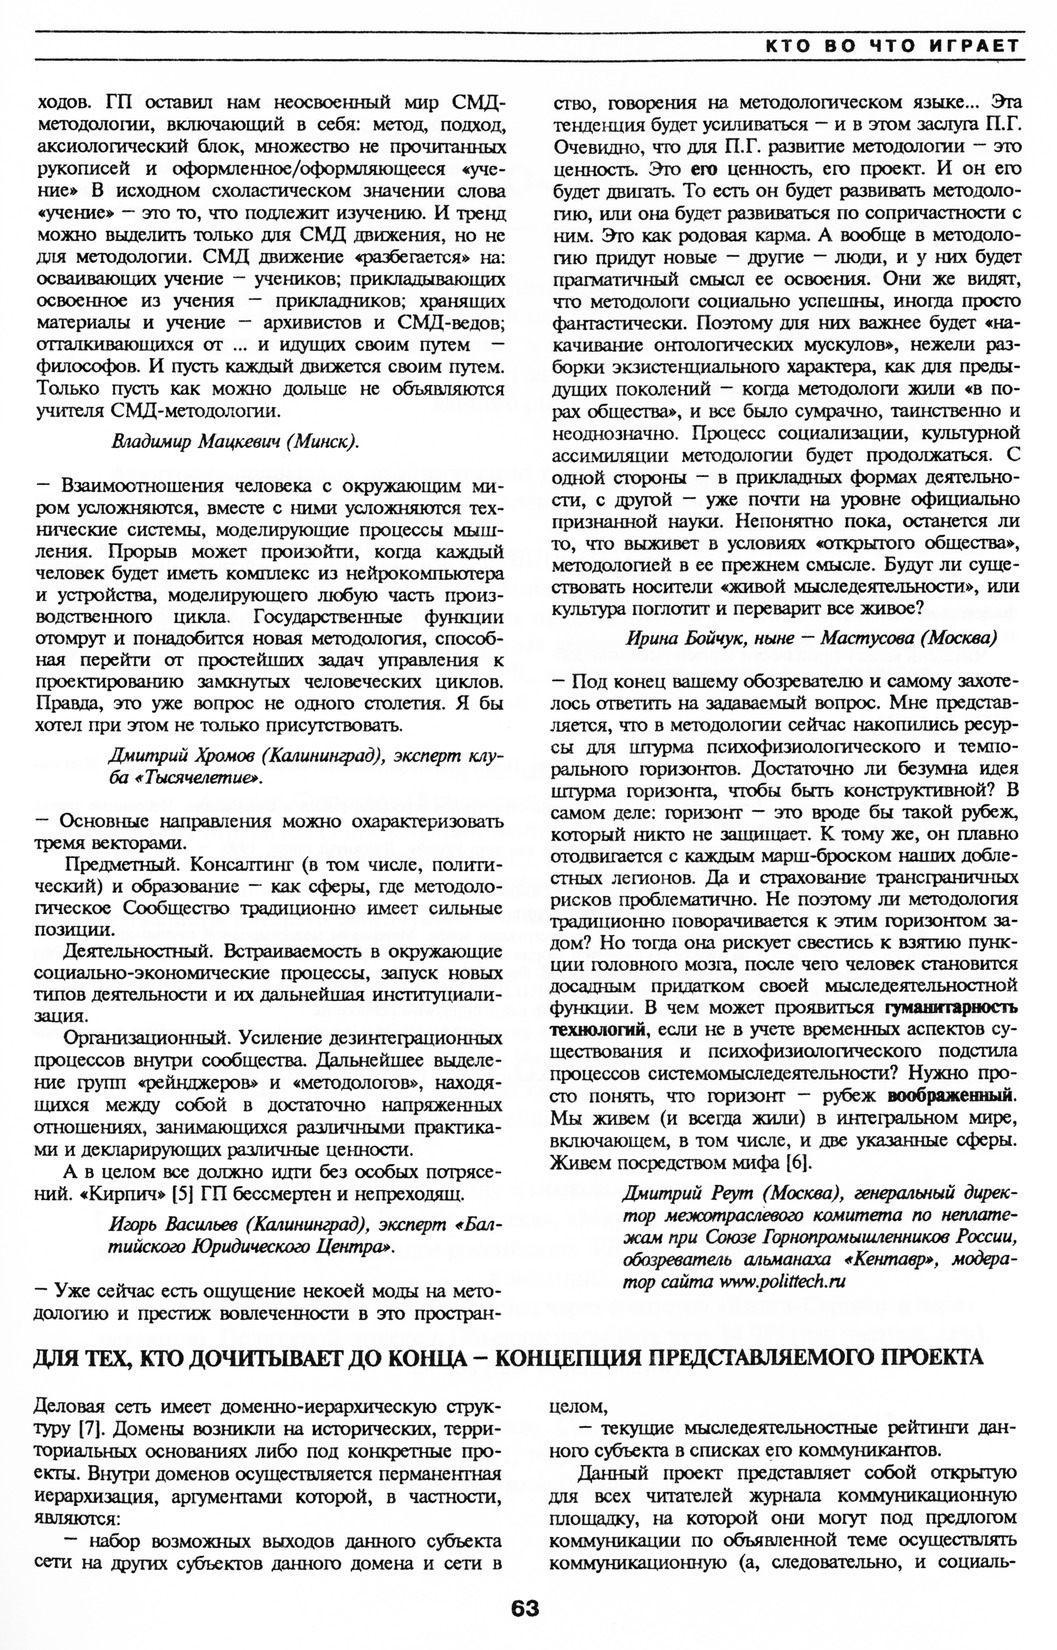 КТО ВО ЧТО ИГРАЕТ
ходов. ГП оставил нам неосвоенный мир СМД-
методологии, включающий в себя: метод, подход,
аксиологический блок, множество не прочитанных
рукописей и оформленное/оформляющееся «уче-
ние» В исходном схоластическом значении слова
«учение» — это то, что подлежит изучению. И тренд
можно выделить только для СМД движения, но не
для методологии. СМД движение «разбегается» на:
осваивающих учение — учеников; прикладывающих
освоенное из учения — прикладников; хранящих
материалы и учение — архивистов и СМД-ведов;
отталкивающихся от ... и идущих своим путем —
философов. И пусть каждый движется своим путем.
Только пусть как можно дольше не объявляются
учителя СМД-методологии.
Владимир Мацкевич (Минск).
— Взаимоотношения человека с окружающим ми-
ром усложняются, вместе с ними усложняются тех-
нические системы, моделирующие процессы мыш-
ления. Прорыв может произойти, когда каждый
человек будет иметь комплекс из нейрокомпьютера
и устройства, моделирующего любую часть произ-
водственного цикла. Государственные функции
отомрут и понадобится новая методология, способ-
ная перейти от простейших задач управления к
проектированию замкнутых человеческих циклов.
Правда, это уже вопрос не одного столетия. Я бы
хотел при этом не только присутствовать.
Дмитрий Хромов (Калининград), эксперт клу-
ба «Тысячелетие».
— Основные направления можно охарактеризовать
тремя векторами.
Предметный. Консалтинг (в том числе, полити-
ческий) и образование — как сферы, где методоло-
гическое Сообщество традиционно имеет сильные
позиции.
Деятельностный. Встраиваемость в окружающие
социально-экономические процессы, запуск новых
типов деятельности и их дальнейшая институциали-
зация.
Организационный. Усиление дезинтеграционных
процессов внутри сообщества. Дальнейшее выделе-
ние групп «рейнджеров» и «методологов», находя-
щихся между собой в достаточно напряженных
отношениях, занимающихся различными практика-
ми и декларирующих различные ценности.
А в целом все должно идти без особых потрясе-
ний. «Кирпич» [5] ГП бессмертен и непреходящ.
Игорь Васильев (Калининград), эксперт «Бал-
тийского Юридического Центра».
— Уже сейчас есть ощущение некоей моды на мето-
дологию и престиж вовлеченности в это простран-
ство, говорения на методологическом языке... Эта
тенденция будет усиливаться — и в этом заслуга П.Г.
Очевидно, что для П.Г. развитие методологии — это
ценность. Это его ценность, его проект. И он его
будет двигать. То есть он будет развивать методоло-
гию, или она будет развиваться по сопричастности с
ним. Это как родовая карма. А вообще в методоло-
гию придут новые — другие — люди, и у них будет
прагматичный смысл ее освоения. Они же видят,
что методологи социально успешны, иногда просто
фантастически. Поэтому для них важнее будет «на-
качивание онтологических мускулов», нежели раз-
борки экзистенциального характера, как для преды-
дущих поколений — когда методологи жили «в по-
рах общества», и все было сумрачно, таинственно и
неоднозначно. Процесс социализации, культурной
ассимиляции методологии будет продолжаться. С
одной стороны — в прикладных формах деятельно-
сти, с другой — уже почти на уровне официально
признанной науки. Непонятно пока, останется ли
то, что выживет в условиях «открытого общества»,
методологией в ее прежнем смысле. Будут ли суще-
ствовать носители «живой мыследеятельности», или
культура поглотит и переварит все живое?
Ирина Бойчук, ныне — Мастусова (Москва)
— Под конец вашему обозревателю и самому захоте-
лось ответить на задаваемый вопрос. Мне представ-
ляется, что в методологии сейчас накопились ресур-
сы для штурма психофизиологического и темпо-
рального горизонтов. Достаточно ли безумна идея
штурма горизонта, чтобы быть конструктивной? В
самом деле: горизонт — это вроде бы такой рубеж,
который никто не защищает. К тому же, он плавно
отодвигается с каждым марш-броском наших добле-
стных легионов. Да и страхование трансграничных
рисков проблематично. Не поэтому ли методология
традиционно поворачивается к этим горизонтом за-
дом? Но тогда она рискует свестись к взятию пунк-
ции головного мозга, после чего человек становится
досадным придатком своей мыследеятельностной
функции. В чем может проявиться гуманитарность
технологий, если не в учете временных аспектов су-
ществования и психофизиологического подстила
процессов системомыследеятельности? Нужно про-
сто понять, что горизонт — рубеж воображенный.
Мы живем (и всегда жили) в интегральном мире,
включающем, в том числе, и две указанные сферы.
Живем посредством мифа [6].
Дмитрий Реут (Москва), генеральный дирек-
тор межотраслевого комитета по неплате-
жам при Союзе Горнопромышленников России,
обозреватель альманаха «Кентавр», модера-
тор сайта www.polittech.ru
ДЛЯ ТЕХ, КТО ДОЧИТЫВАЕТ ДО КОНЦА — КОНЦЕПЦИЯ ПРЕДСТАВЛЯЕМОГО ПРОЕКТА
Деловая сеть имеет доменно-иерархическую струк-
туру [7]. Домены возникли на исторических, терри-
ториальных основаниях либо под конкретные про-
екты. Внутри доменов осуществляется перманентная
иерархизация, аргументами которой, в частности,
являются:
— набор возможных выходов данного субъекта
сети на других субъектов данного домена и сети в
целом,
— текущие мыследеятельностные рейтинги дан-
ного субъекта в списках его коммуникантов.
Данный проект представляет собой открытую
для всех читателей журнала коммуникационную
площадку, на которой они могут под предлогом
коммуникации по объявленной теме осуществлять
коммуникационную (а, следовательно, и социаль-
63